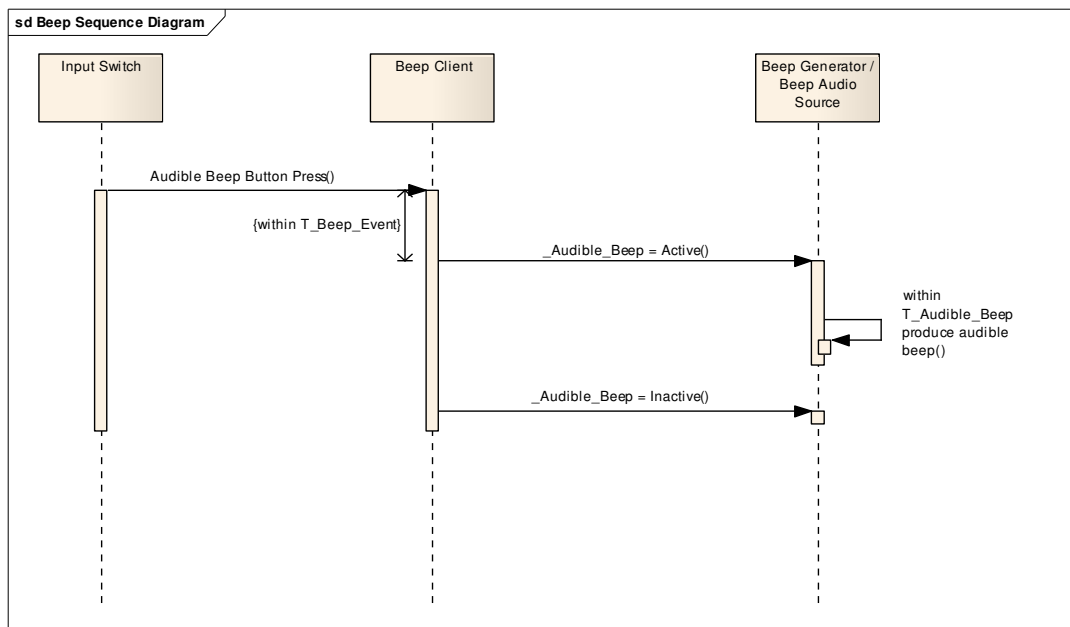 sd Beep Sequence Diagram
Input Switch
Beep Client
Beep Generator /
Beep Audio
Source
Audible Beep Button Press()
{within T_Beep_Event}
_Audible_Beep = Active()
within
T_Audible_Beep
produce audible
beep()
_Audible_Beep = Inactive()